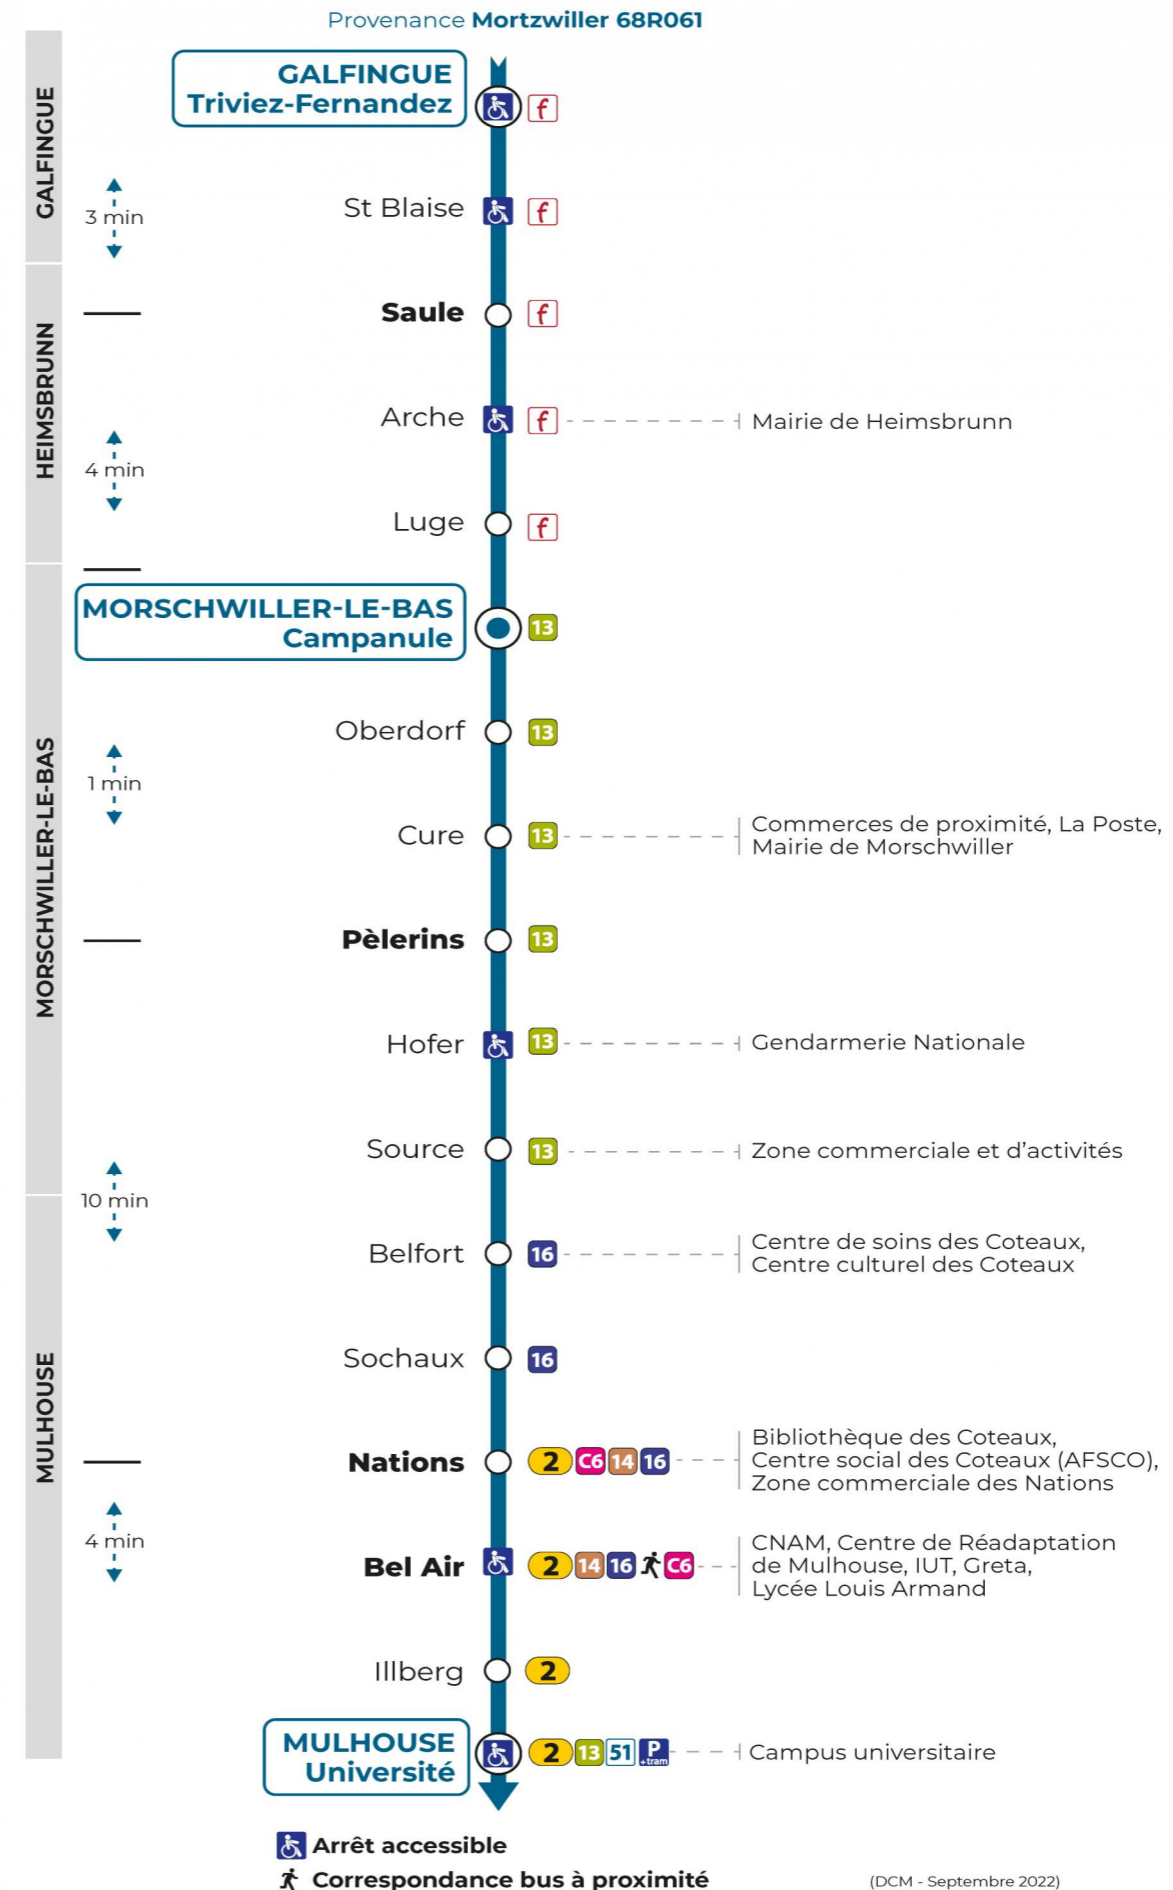 Provenance Mortzwiller 68R061
GALFINGUE
GALFINGUE
Triviez-Fernandez
f
3 min
St Blaise
f
HEIMSBRUNN
Saule
f
Arche
f
Mairie de Heimsbrunn
4 min
Luge
f
MORSCHWILLER-LE-BAS
MORSCHWILLER-LE-BAS
Campanule
13
Oberdorf
13
1 min
Cure
13
Commerces de proximité, La Poste,
Mairie de Morschwiller
Pèlerins
13
Hofer
13
Gendarmerie Nationale
Source
13
Zone commerciale et d’activités
10 min
MULHOUSE
Belfort
16
Centre de soins des Coteaux,
Centre culturel des Coteaux
Sochaux
16
Nations
2 C6 14 16
Bibliothèque des Coteaux,
Centre social des Coteaux (AFSCO),
Zone commerciale des Nations
4 min
Bel Air
2 14 16 C6
CNAM, Centre de Réadaptation
de Mulhouse, IUT, Greta,
Lycée Louis Armand
Illberg
2
MULHOUSE
Université
2 13 51 P
+tram
Campus universitaire
Arrêt accessible
Correspondance bus à proximité
(DCM - Septembre 2022)